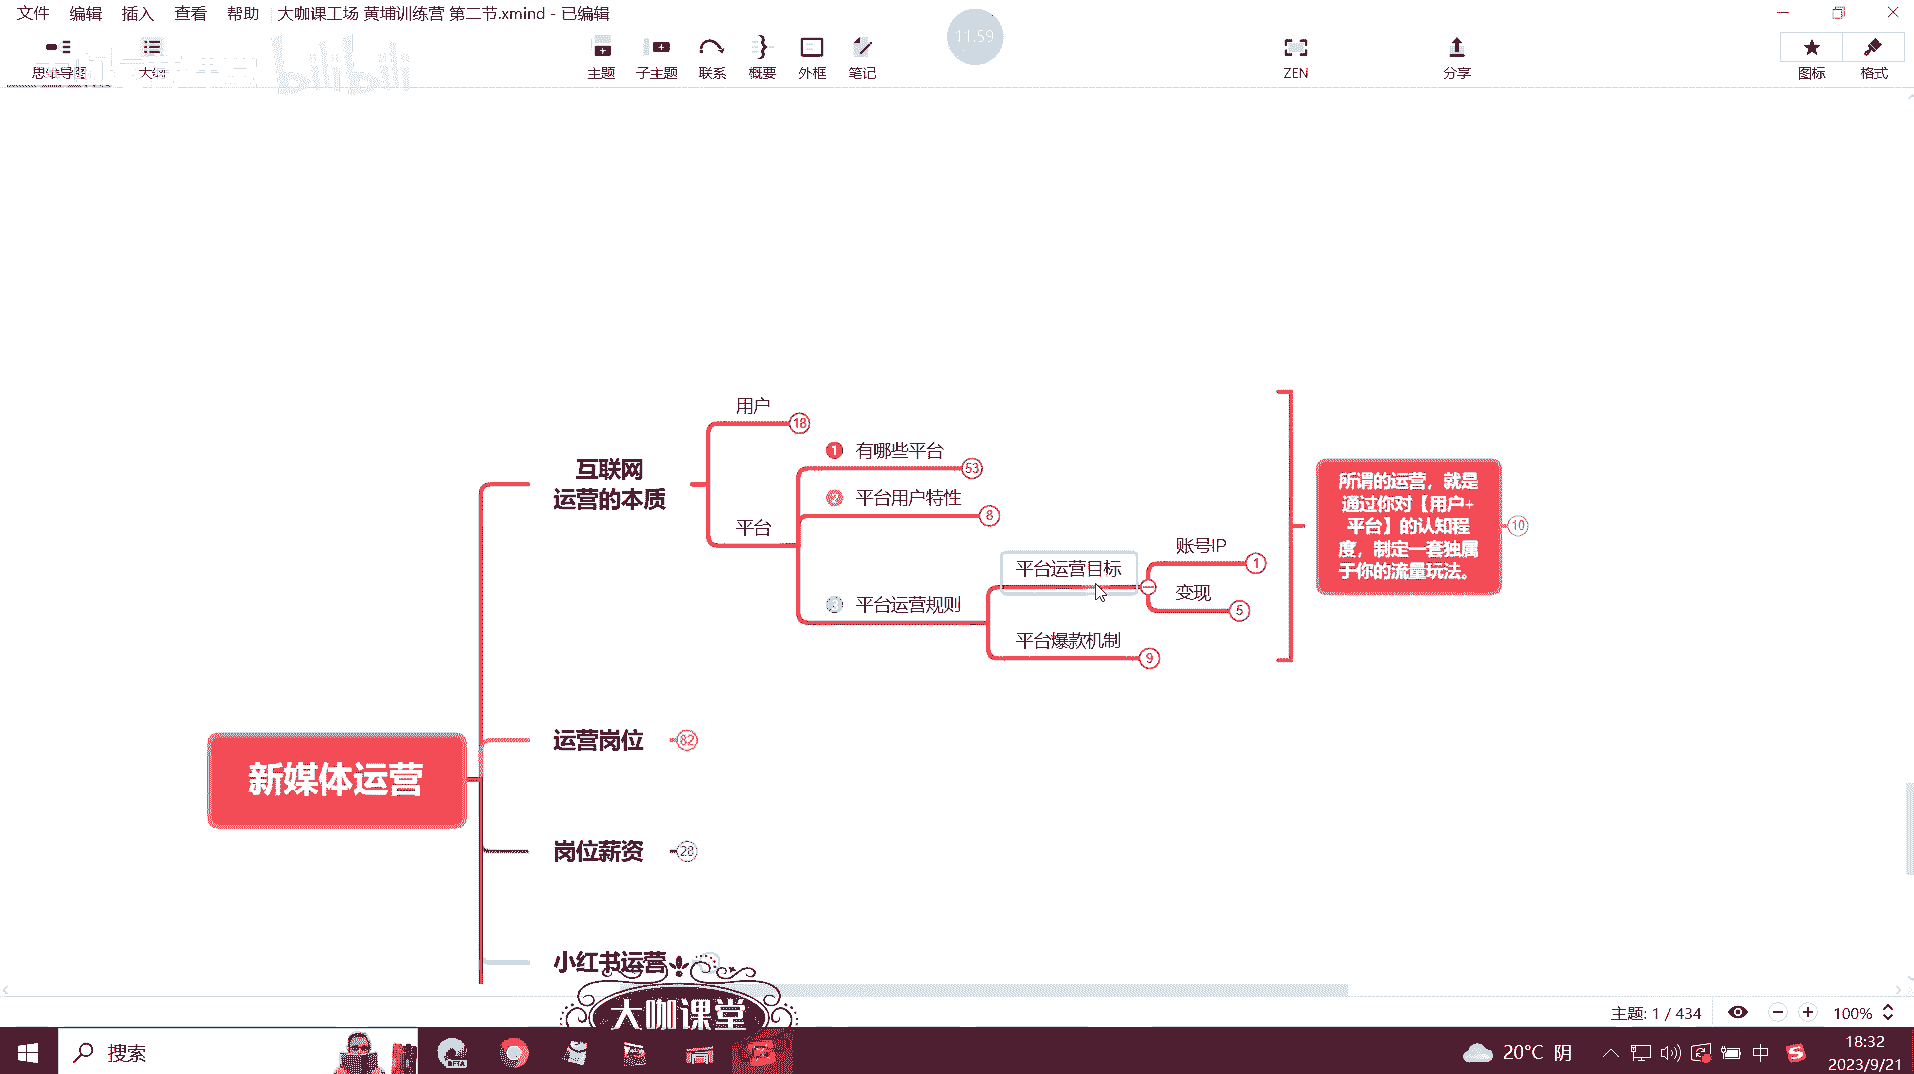 文件 编辑 插入 查看 帮助 大咖课工场 黄埔训练营 第二节.xmind - 已编辑
11:59
思维导图 大纲 主题 子主题 联系 概要 外框 笔记 ZEN 分享 图标 格式
bilibili
用户 18
1 有哪些平台 53
2 平台用户特性 8
互联网
运营的本质
平台
账号IP 1
平台运营目标
变现 5
3 平台运营规则
平台爆款机制 9
所谓的运营，就是
通过你对【用户+
平台】的认知程
度，制定一套独属
于你的流量玩法。
10
运营岗位 82
新媒体运营
岗位薪资 28
小红书运营
大咖课堂
主题: 1 / 434 100%
搜索
BETA
20°C 阴
中
18:32
2023/9/21